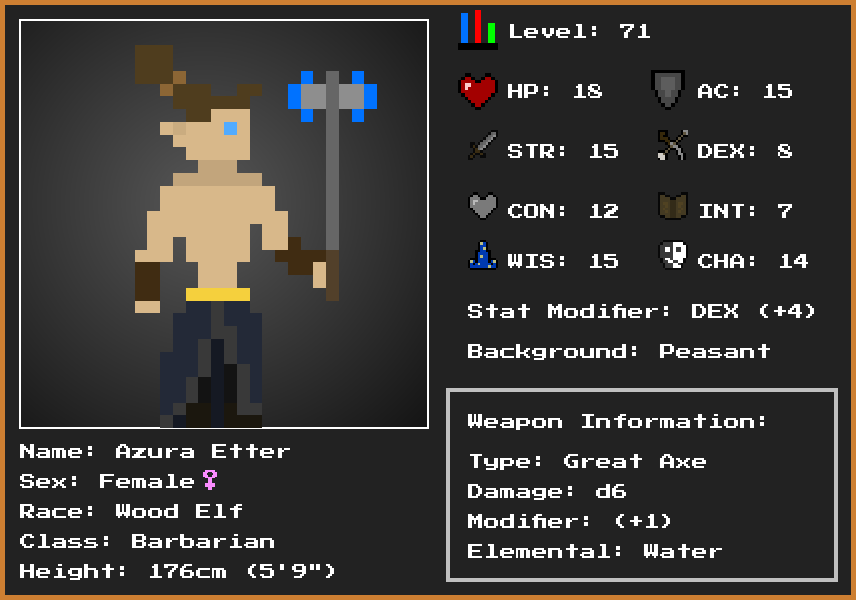 Level: 71
HP: 18 AC: 15
STR: 15 DEX: 8
CON: 12 INT: 7
WIS: 15 CHA: 14
Stat Modifier: DEX (+4)
Background: Peasant
Weapon Information:
Type: Great Axe
Damage: d6
Modifier: (+1)
Elemental: Water
Name: Azura Etter
Sex: Female♀
Race: Wood Elf
Class: Barbarian
Height: 176cm (5'9")